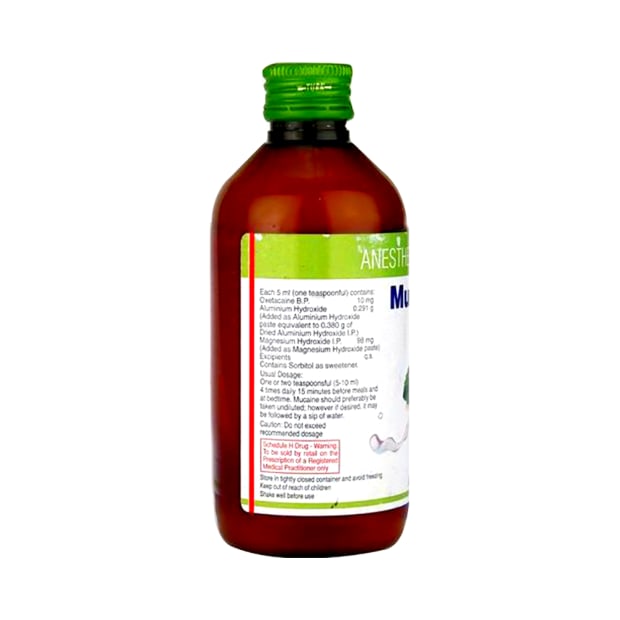 ANESTHE
Mu
Each 5 ml (one teaspoonful) contains:
Oxetacaine B.P. 10 mg
Aluminium Hydroxide 0.291 g
(Added as Aluminium Hydroxide
paste equivalent to 0.380 g of
Dried Aluminium Hydroxide I.P.)
Magnesium Hydroxide I.P. 98 mg
(Added as Magnesium Hydroxide paste)
Excipients q.s.
Contains Sorbitol as sweetener.
Usual Dosage:
One or two teaspoonsful (5-10 ml)
4 times daily 15 minutes before meals and
at bedtime. Mucaine should preferably be
taken undiluted; however if desired, it may
be followed by a sip of water.
Caution: Do not exceed
recommended dosage
Schedule H Drug - Warning:
To be sold by retail on the
Prescription of a Registered
Medical Practitioner only
Store in tightly closed container and avoid freezing
Keep out of reach of children
Shake well before use